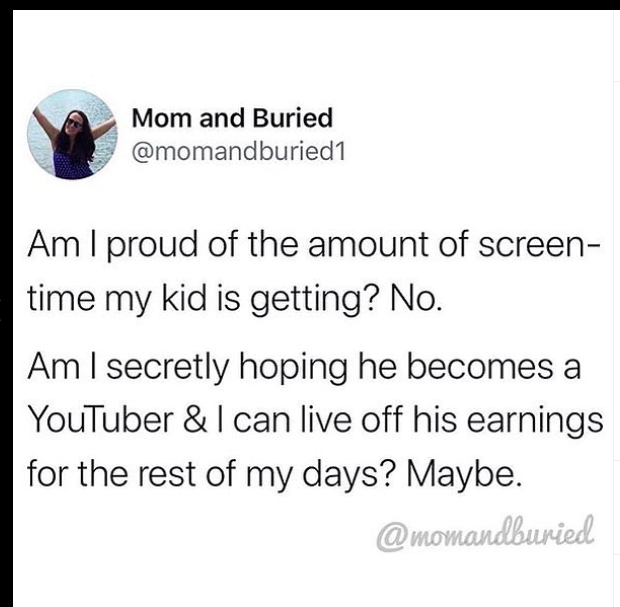 Mom and Buried
@momandburied1
Am I proud of the amount of screen-
time my kid is getting? No.
Am I secretly hoping he becomes a
YouTuber & I can live off his earnings
for the rest of my days? Maybe.
@momandburied